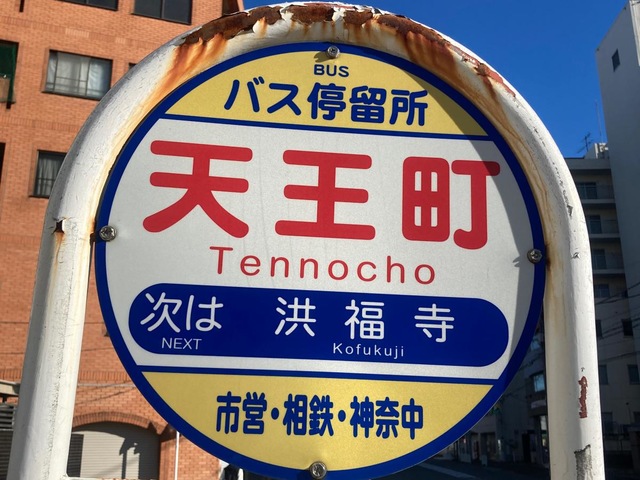 BUS
バス停留所
天王町
Tennocho
次は 洪福寺
NEXT Kofukuji
市営・相鉄・神奈中